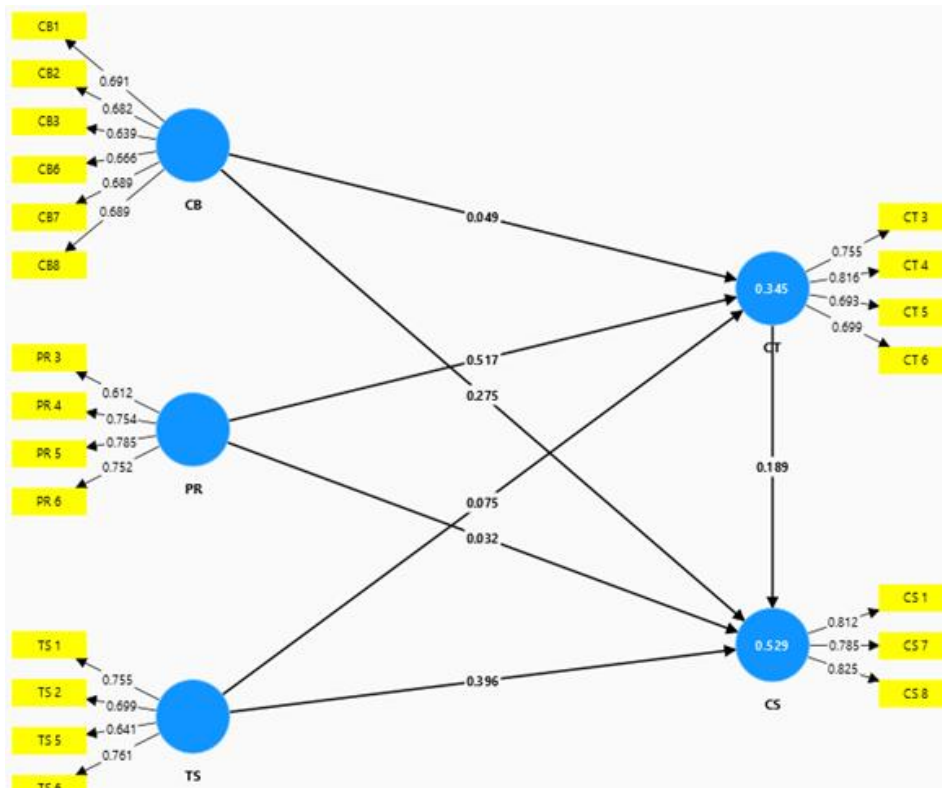 CB1
CB2
CB3
CB6
CB7
CB8
0.691
0.682
0.639
0.666
0.689
0.689
CB
PR 3
PR 4
PR 5
PR 6
0.612
0.754
0.785
0.752
PR
TS 1
TS 2
TS 5
TS 6
0.755
0.699
0.641
0.761
TS
0.049
0.517
0.275
0.075
0.032
0.396
0.189
0.345
CT
CT 3
CT 4
CT 5
CT 6
0.755
0.816
0.693
0.699
0.529
CS
CS 1
CS 7
CS 8
0.812
0.785
0.825